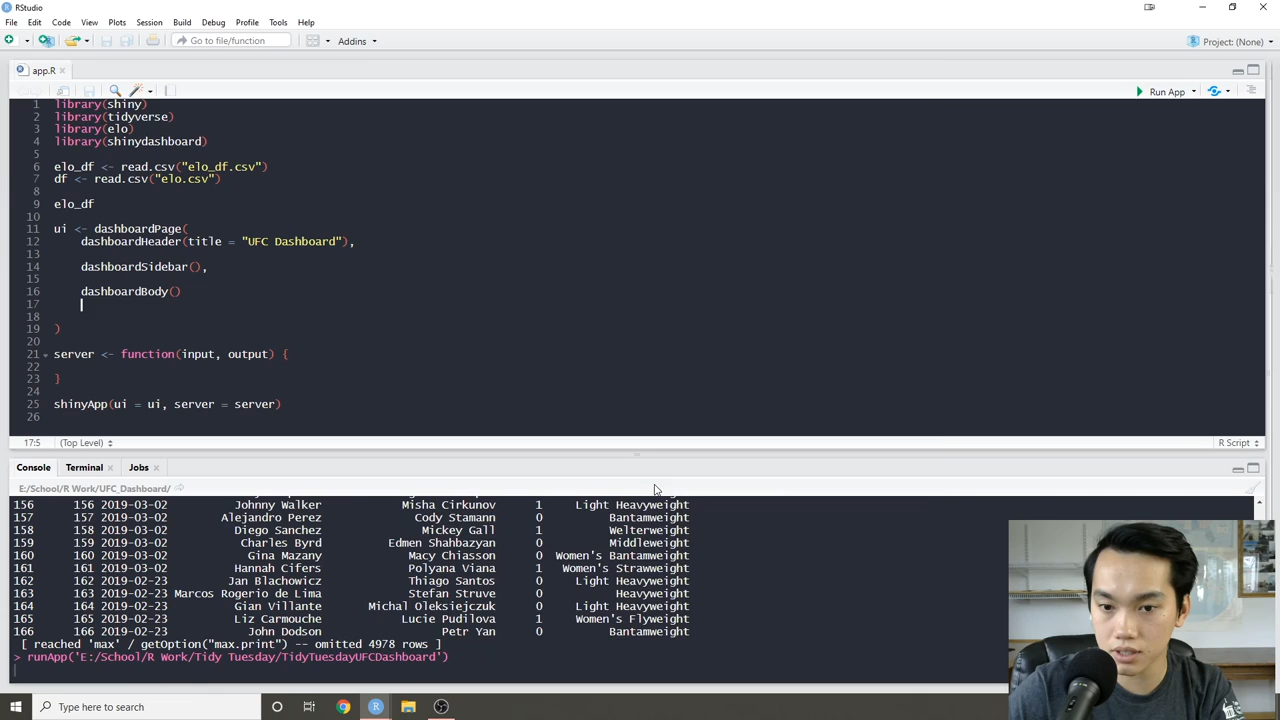 RStudio
File Edit Code View Plots Session Build Debug Profile Tools Help
Go to file/function Addins Project: (None)
app.R
Run App
1 library(shiny)
2 library(tidyverse)
3 library(elo)
4 library(shinydashboard)
5
6 elo_df <- read.csv("elo_df.csv")
7 df <- read.csv("elo.csv")
8
9 elo_df
10
11 ui <- dashboardPage(
12 dashboardHeader(title = "UFC Dashboard"),
13
14 dashboardSidebar(),
15
16 dashboardBody()
17
18
19 )
20
21 server <- function(input, output) {
22
23 }
24
25 shinyApp(ui = ui, server = server)
26
17:5 (Top Level) R Script
Console Terminal Jobs
E:/School/R Work/UFC_Dashboard/
156 156 2019-03-02 Johnny Walker Misha Cirkunov 1 Light Heavyweight
157 157 2019-03-02 Alejandro Perez Cody Stamann 0 Bantamweight
158 158 2019-03-02 Diego Sanchez Mickey Gall 1 Welterweight
159 159 2019-03-02 Charles Byrd Edmen Shahbazyan 0 Middleweight
160 160 2019-03-02 Gina Mazany Macy Chiasson 0 Women's Bantamweight
161 161 2019-03-02 Hannah Cifers Polyana Viana 1 Women's Strawweight
162 162 2019-02-23 Jan Blachowicz Thiago Santos 0 Light Heavyweight
163 163 2019-02-23 Marcos Rogerio de Lima Stefan Struve 0 Heavyweight
164 164 2019-02-23 Gian Villante Michal Oleksiejczuk 0 Light Heavyweight
165 165 2019-02-23 Liz Carmouche Lucie Pudilova 1 Women's Flyweight
166 166 2019-02-23 John Dodson Petr Yan 0 Bantamweight
[ reached 'max' / getOption("max.print") -- omitted 4978 rows ]
> runApp('E:/School/R Work/Tidy Tuesday/TidyTuesdayUFCDashboard')
Type here to search